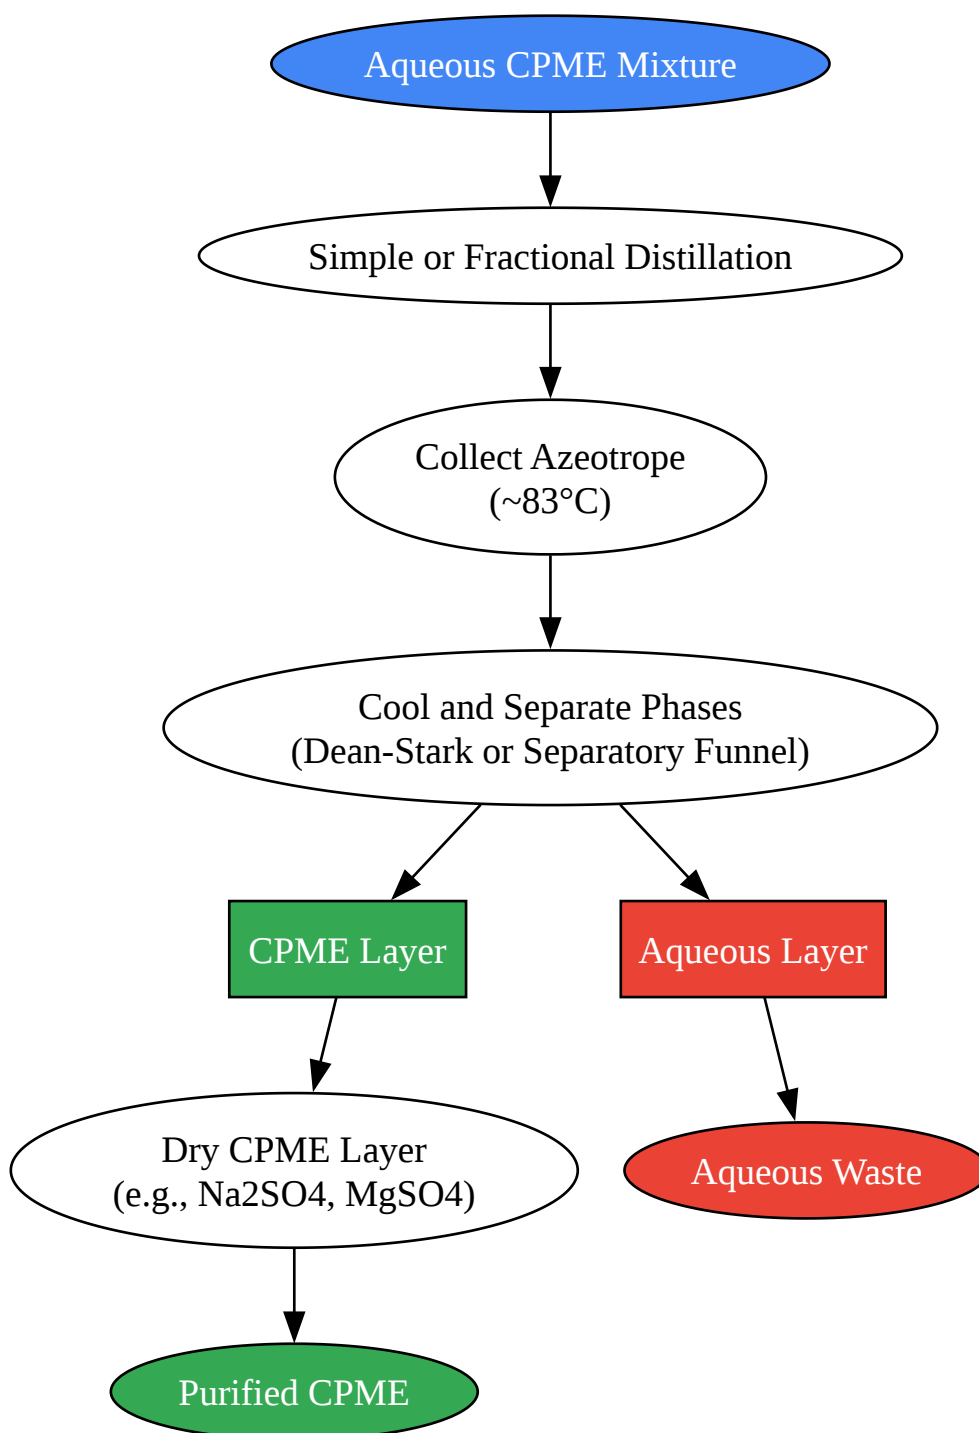 Aqueous CPME Mixture
Simple or Fractional Distillation
Collect Azeotrope
(~83°C)
Cool and Separate Phases
(Dean-Stark or Separatory Funnel)
CPME Layer
Aqueous Layer
Dry CPME Layer
(e.g., Na2SO4, MgSO4)
Aqueous Waste
Purified CPME